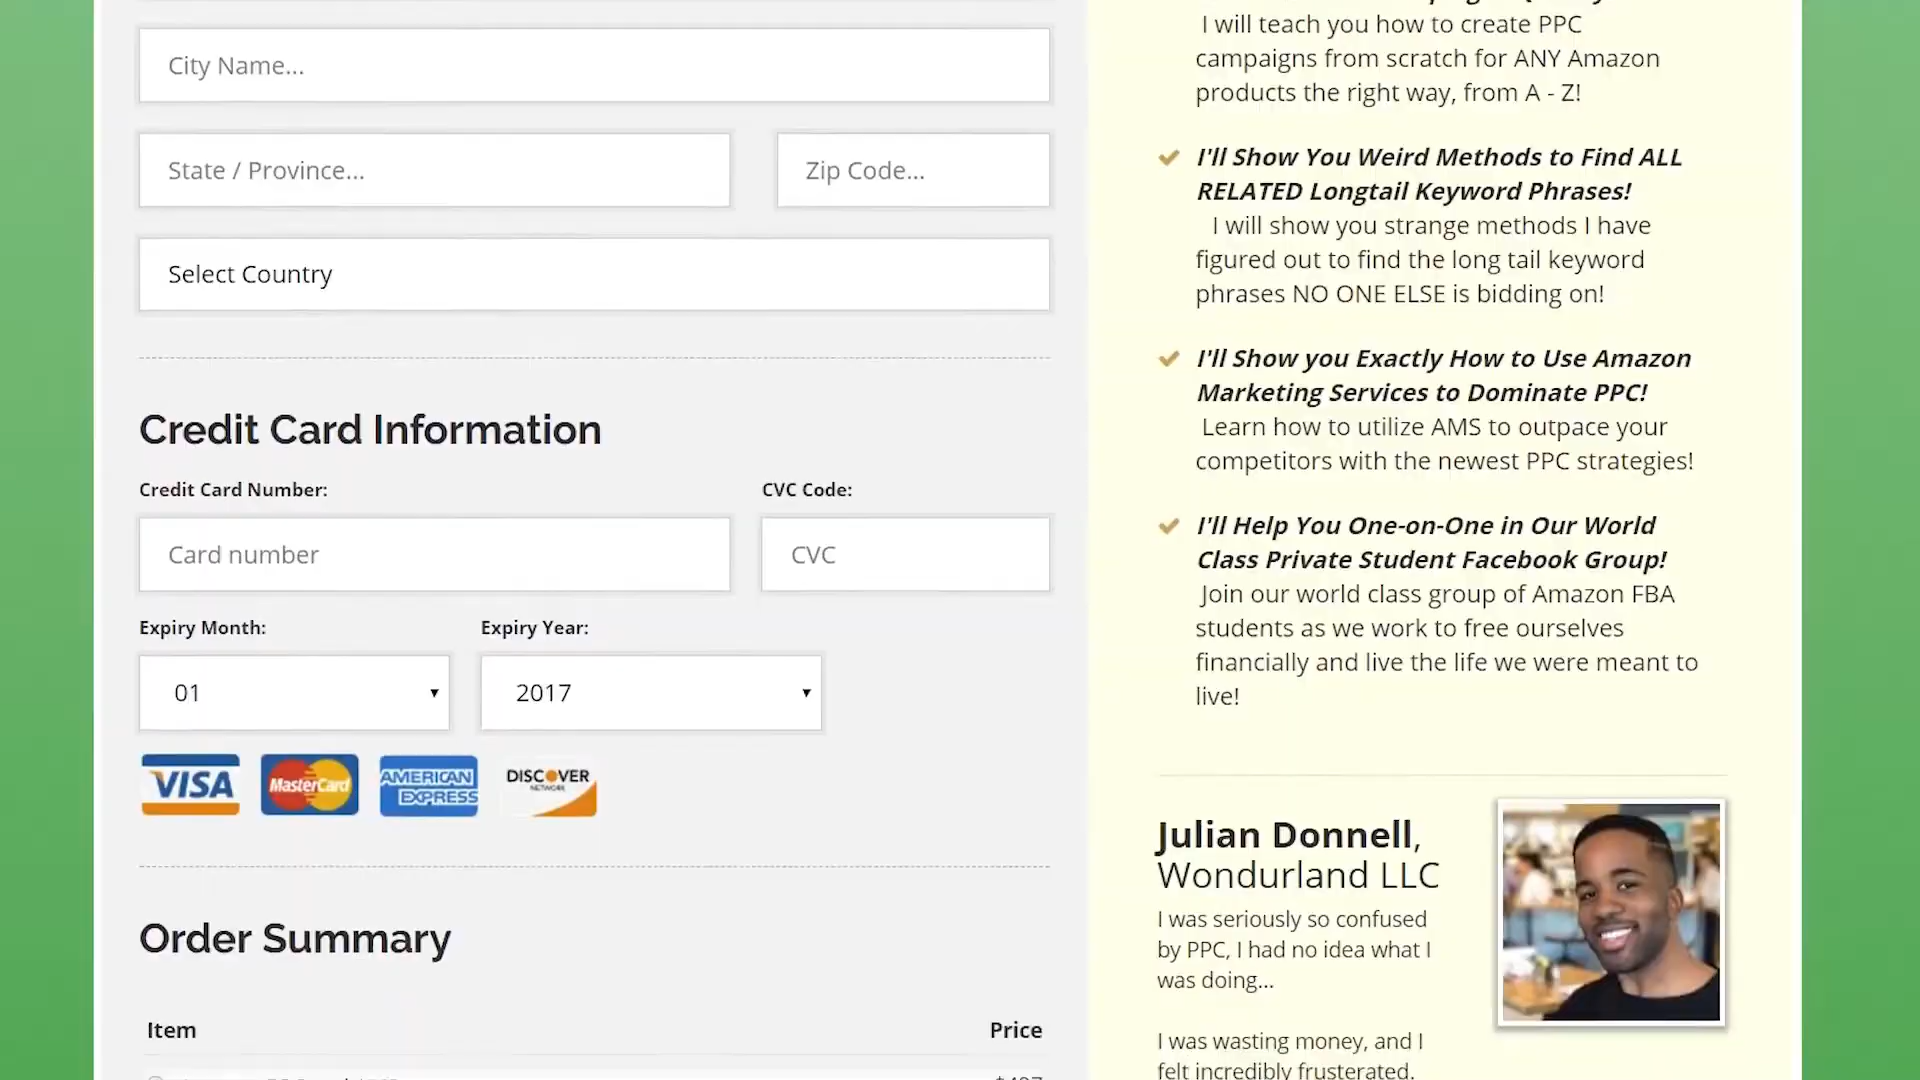 City Name...
State / Province...
Zip Code...
Select Country
Credit Card Information
Credit Card Number:
CVC Code:
Card number
CVC
Expiry Month:
Expiry Year:
01
2017
VISA
MasterCard
AMERICAN
EXPRESS
DISCOVER
NETWORK
Order Summary
Item
Price
I will teach you how to create PPC
campaigns from scratch for ANY Amazon
products the right way, from A - Z!
I'll Show You Weird Methods to Find ALL
RELATED Longtail Keyword Phrases!
I will show you strange methods I have
figured out to find the long tail keyword
phrases NO ONE ELSE is bidding on!
I'll Show you Exactly How to Use Amazon
Marketing Services to Dominate PPC!
Learn how to utilize AMS to outpace your
competitors with the newest PPC strategies!
I'll Help You One-on-One in Our World
Class Private Student Facebook Group!
Join our world class group of Amazon FBA
students as we work to free ourselves
financially and live the life we were meant to
live!
Julian Donnell,
Wondurland LLC
I was seriously so confused
by PPC, I had no idea what I
was doing...
I was wasting money, and I
felt incredibly frusterated.